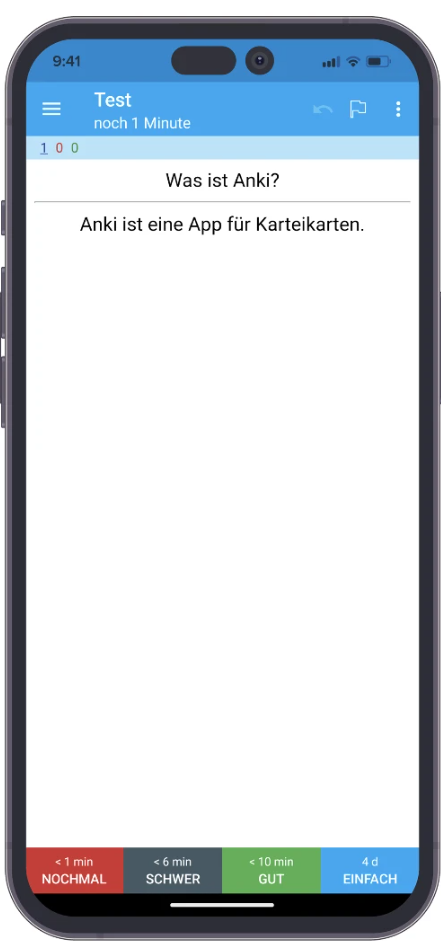 9:41
Test
noch 1 Minute
1 0 0
Was ist Anki?
Anki ist eine App für Karteikarten.
< 1 min < 6 min < 10 min 4 d
NOCHMAL SCHWER GUT EINFACH